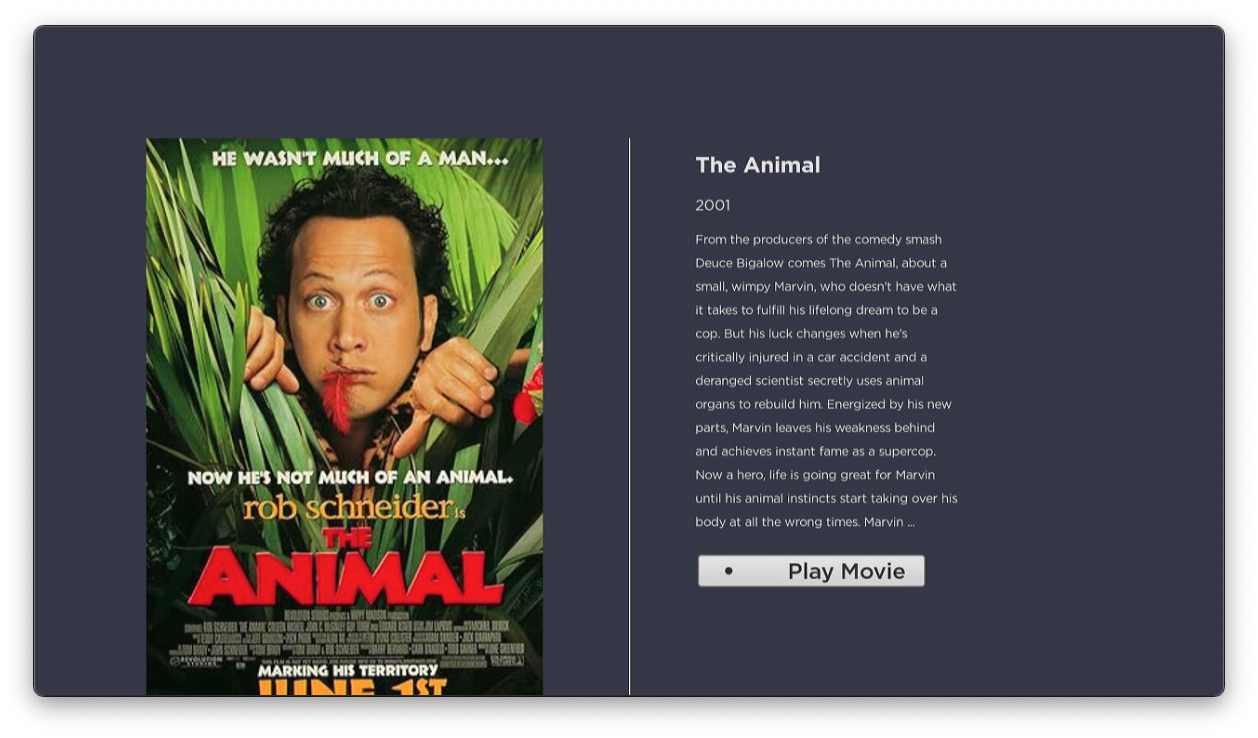 HE WASN'T MUCH OF A MAN...
NOW HE'S NOT MUCH OF AN ANIMAL.
rob schneider is
THE
ANIMAL
MARKING HIS TERRITORY
JUNE 1ST
The Animal
2001
From the producers of the comedy smash
Deuce Bigalow comes The Animal, about a
small, wimpy Marvin, who doesn't have what
it takes to fulfill his lifelong dream to be a
cop. But his luck changes when he's
critically injured in a car accident and a
deranged scientist secretly uses animal
organs to rebuild him. Energized by his new
parts, Marvin leaves his weakness behind
and achieves instant fame as a supercop.
Now a hero, life is going great for Marvin
until his animal instincts start taking over his
body at all the wrong times. Marvin ...
• Play Movie